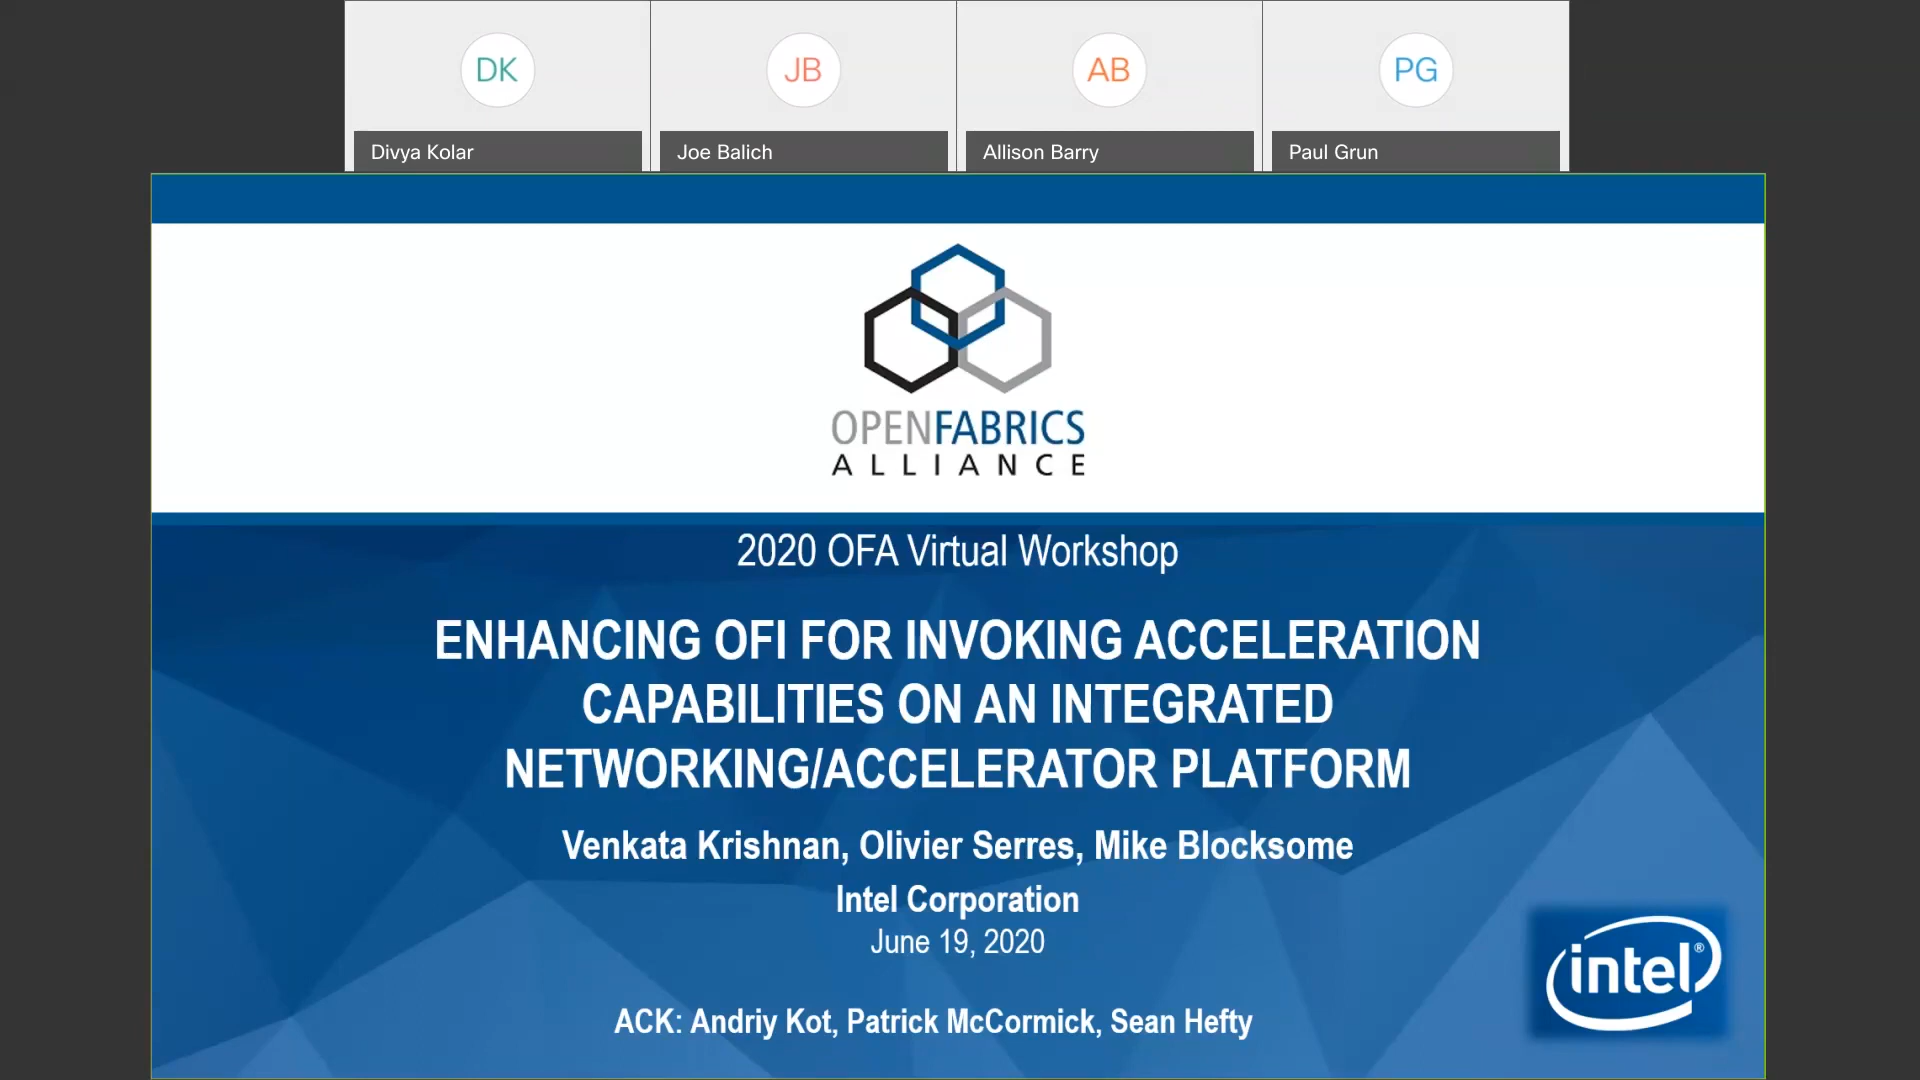 DK
JB
AB
PG
Divya Kolar
Joe Balich
Allison Barry
Paul Grun
OPENFABRICS
ALLIANCE
2020 OFA Virtual Workshop
ENHANCING OFI FOR INVOKING ACCELERATION
CAPABILITIES ON AN INTEGRATED
NETWORKING/ACCELERATOR PLATFORM
Venkata Krishnan, Olivier Serres, Mike Blocksome
Intel Corporation
June 19, 2020
intel®
ACK: Andriy Kot, Patrick McCormick, Sean Hefty